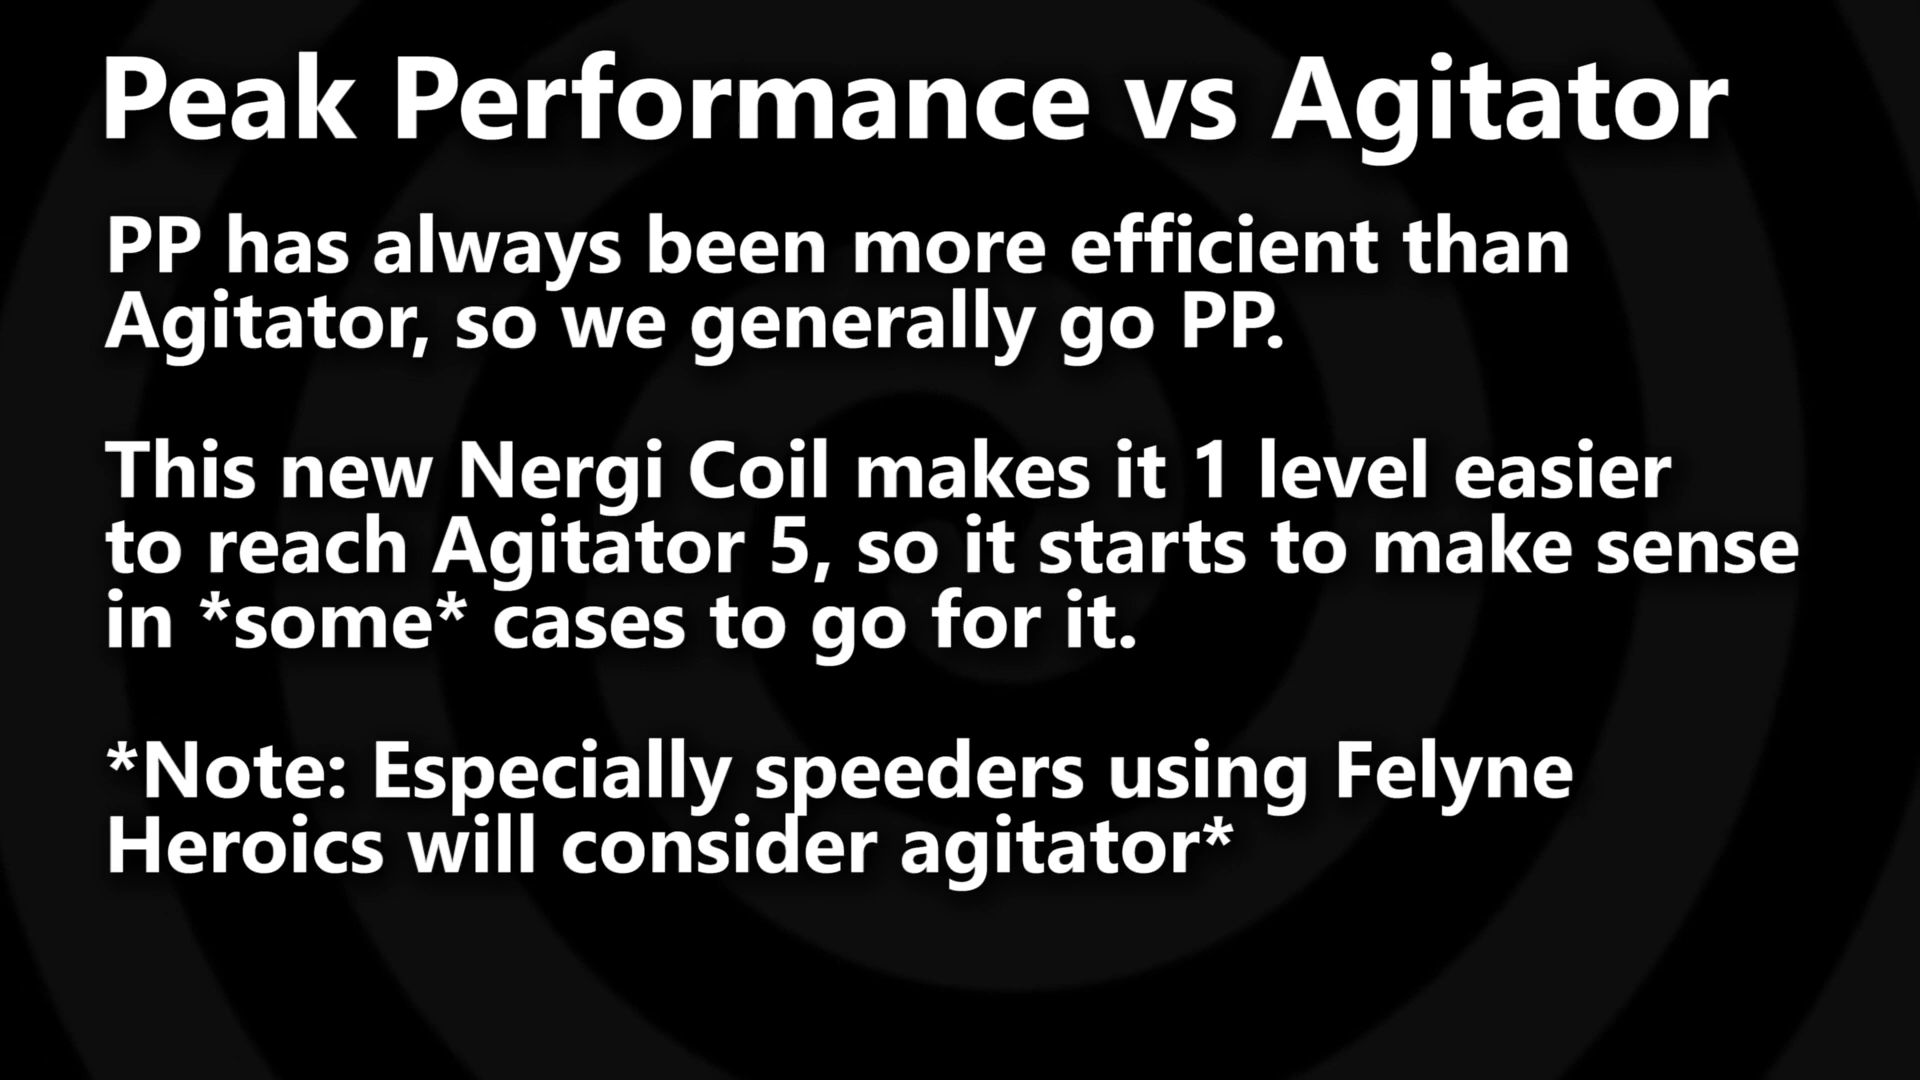 Peak Performance vs Agitator
PP has always been more efficient than
Agitator, so we generally go PP.
This new Nergi Coil makes it 1 level easier
to reach Agitator 5, so it starts to make sense
in *some* cases to go for it.
*Note: Especially speeders using Felyne
Heroics will consider agitator*